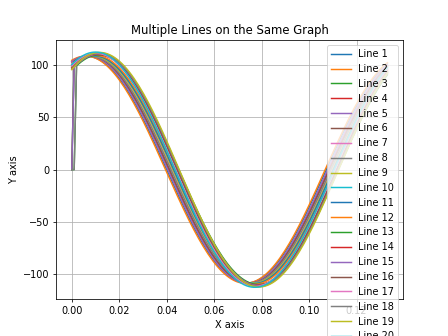 Multiple Lines on the Same Graph
Y axis
100
50
0
−50
−100
0.00
0.02
0.04
0.06
0.08
0.10
X axis
Line 1
Line 2
Line 3
Line 4
Line 5
Line 6
Line 7
Line 8
Line 9
Line 10
Line 11
Line 12
Line 13
Line 14
Line 15
Line 16
Line 17
Line 18
Line 19
Line 20